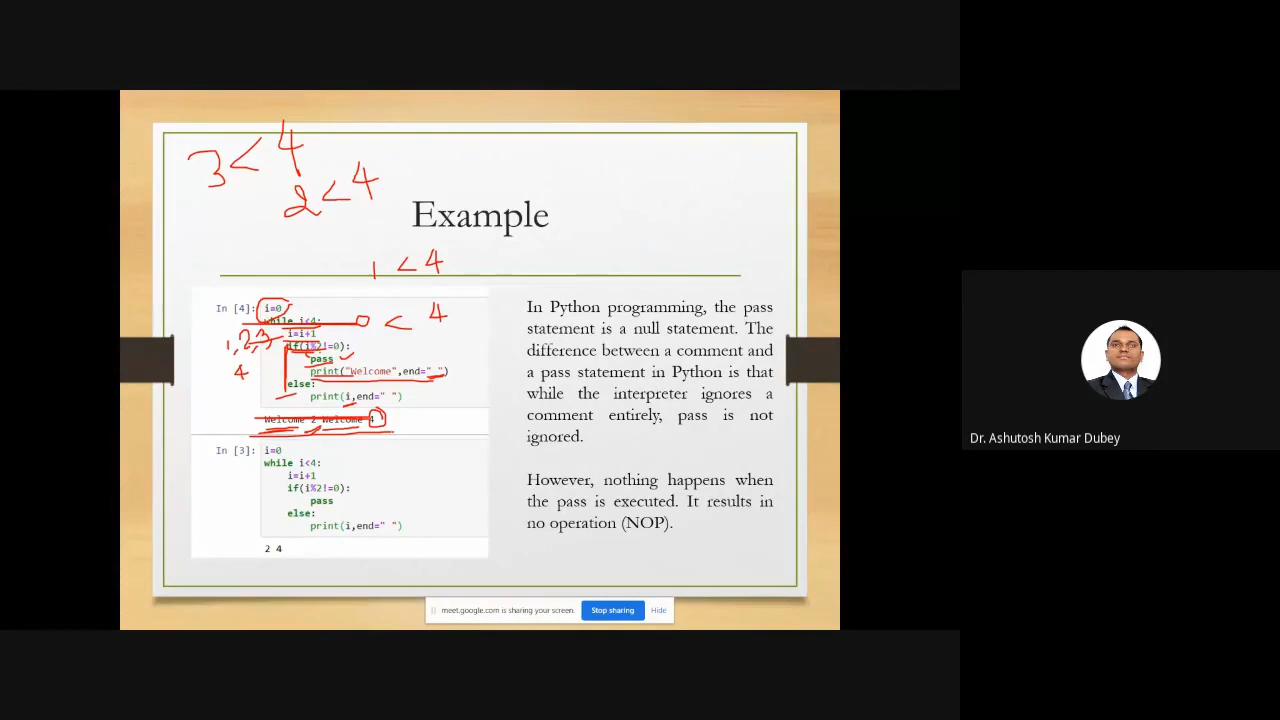 3 < 4
2 < 4
Example
1 < 4
In [4]: i=0
while i<4:
0 < 4
i=i+1
1, 2, 3
if(i%2!=0):
pass
4
print("Welcome",end=" ")
else:
print(i,end=" ")
Welcome 2 Welcome 4
In [3]: i=0
while i<4:
i=i+1
if(i%2!=0):
pass
else:
print(i,end=" ")
2 4
In Python programming, the pass
statement is a null statement. The
difference between a comment and
a pass statement in Python is that
while the interpreter ignores a
comment entirely, pass is not
ignored.
However, nothing happens when
the pass is executed. It results in
no operation (NOP).
meet.google.com is sharing your screen.
Stop sharing
Hide
Dr. Ashutosh Kumar Dubey